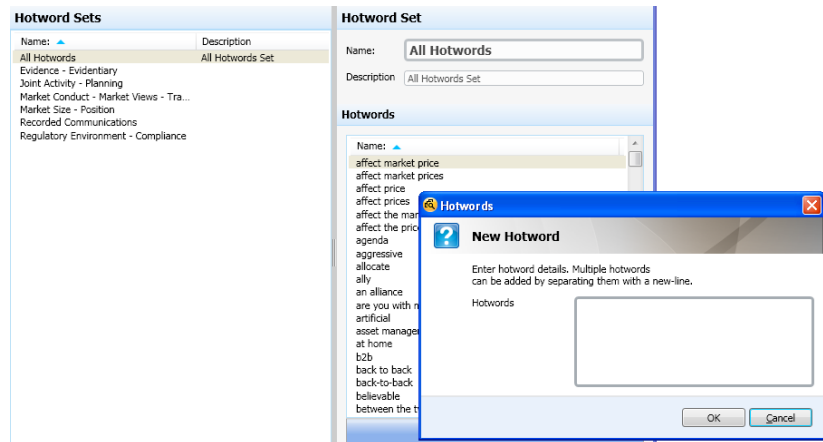 Hotword Sets
Name:
Description
All Hotwords
All Hotwords Set
Evidence - Evidentiary
Joint Activity - Planning
Market Conduct - Market Views - Tra...
Market Size - Position
Recorded Communications
Regulatory Environment - Compliance
Hotword Set
Name:
All Hotwords
Description
All Hotwords Set
Hotwords
Name:
affect market price
affect market prices
affect price
affect prices
affect the mar
affect the price
agenda
aggressive
allocate
ally
an alliance
are you with
artificial
asset manager
at home
b2b
back to back
back-to-back
believable
between the
Hotwords
New Hotword
Enter hotword details. Multiple hotwords
can be added by separating them with a new-line.
Hotwords
OK
Cancel